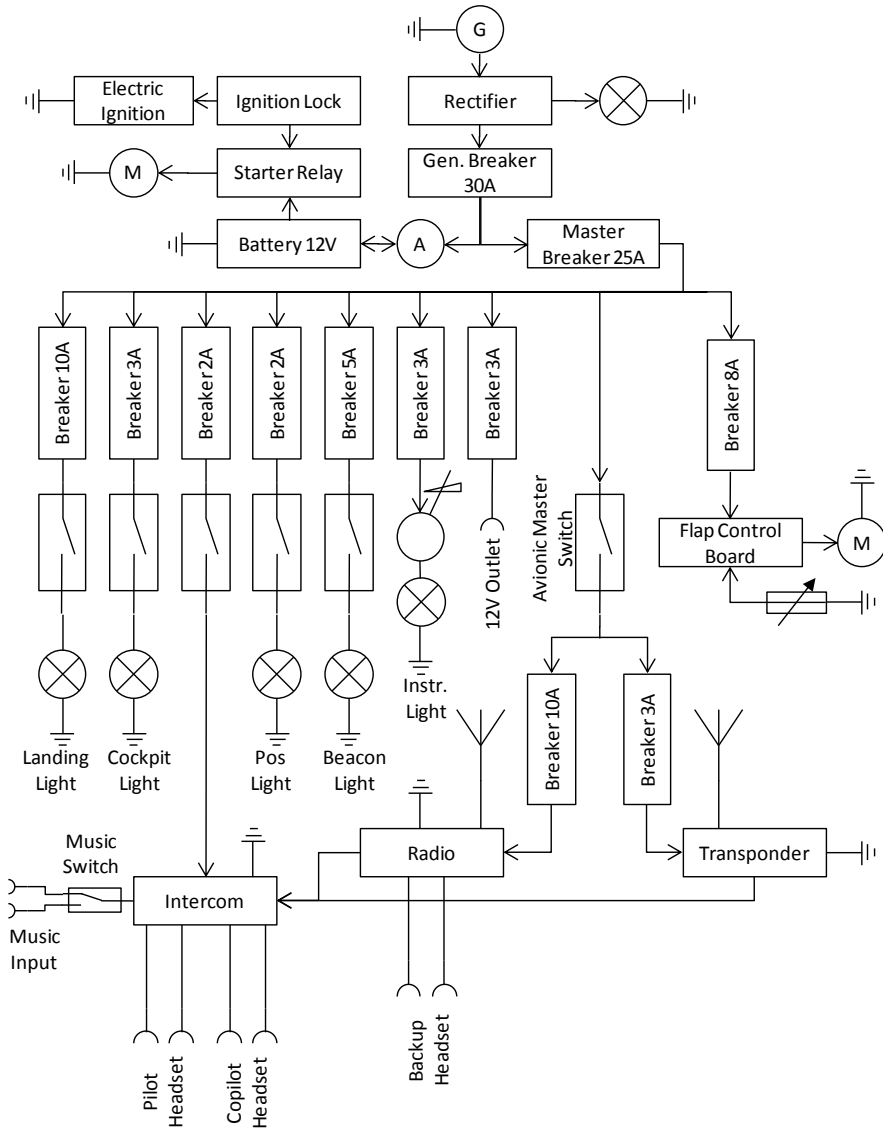 G
Electric
Ignition
Ignition Lock
Rectifier
M
Starter Relay
Gen. Breaker
30A
Battery 12V
A
Master
Breaker 25A
Breaker 10A
Breaker 3A
Breaker 2A
Breaker 2A
Breaker 5A
Breaker 3A
Breaker 3A
Breaker 8A
12V Outlet
Avionic Master
Switch
Flap Control
Board
M
Instr.
Light
Landing
Light
Cockpit
Light
Pos
Light
Beacon
Light
Breaker 10A
Breaker 3A
Music
Switch
Radio
Transponder
Intercom
Music
Input
Pilot
Headset
Copilot
Headset
Backup
Headset